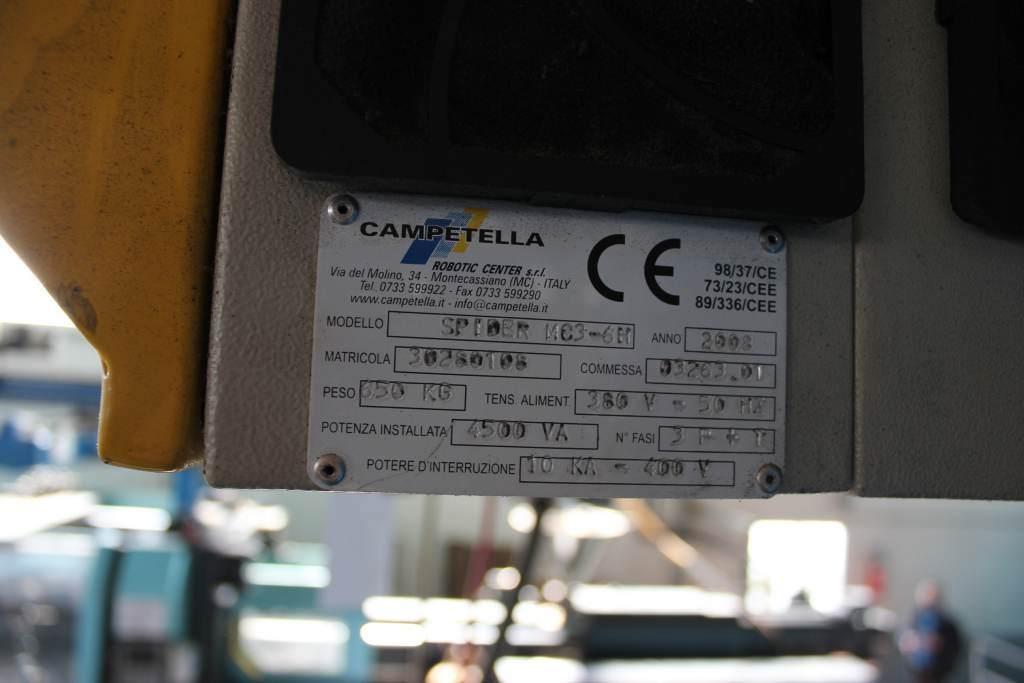 CAMPETELLA
ROBOTIC CENTER s.r.l.
Via del Molino, 34 - Montecassiano (MC) - ITALY
Tel. 0733 599922 - Fax 0733 599290
www.campetella.it - info@campetella.it
CE
98/37/CE
73/23/CEE
89/336/CEE
MODELLO SPIDER MC3-6H ANNO 2008
MATRICOLA 30280108 COMMESSA 03263.01
PESO 650 KG TENS. ALIMENT. 380 V - 50 HZ
POTENZA INSTALLATA 4500 VA N° FASI 3 P + T
POTERE D'INTERRUZIONE 10 KA - 400 V